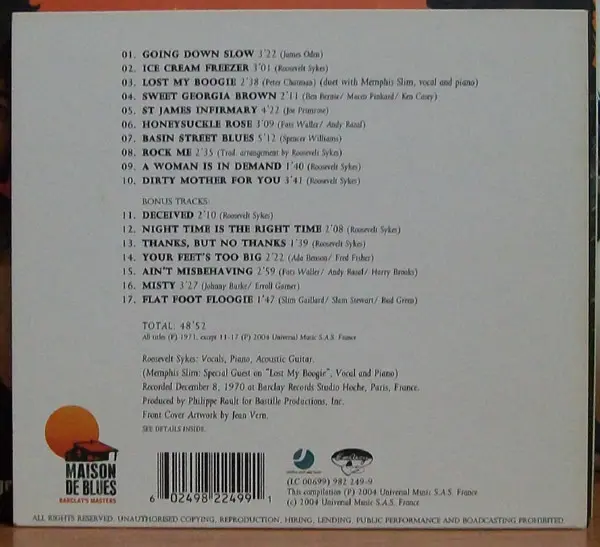 01. GOING DOWN SLOW 3'22 (James Oden)
02. ICE CREAM FREEZER 3'01 (Roosevelt Sykes)
03. LOST MY BOOGIE 2'38 (Peter Chatman) (duet with Memphis Slim, vocal and piano)
04. SWEET GEORGIA BROWN 2'11 (Ben Bernie/ Maceo Pinkard/ Ken Casey)
05. ST JAMES INFIRMARY 4'22 (Joe Primrose)
06. HONEYSUCKLE ROSE 3'09 (Fats Waller/ Andy Razaf)
07. BASIN STREET BLUES 5'12 (Spencer Williams)
08. ROCK ME 2'35 (Trad. arrangement by Roosevelt Sykes)
09. A WOMAN IS IN DEMAND 1'40 (Roosevelt Sykes)
10. DIRTY MOTHER FOR YOU 3'41 (Roosevelt Sykes)
BONUS TRACKS:
11. DECEIVED 2'10 (Roosevelt Sykes)
12. NIGHT TIME IS THE RIGHT TIME 2'08 (Roosevelt Sykes)
13. THANKS, BUT NO THANKS 1'39 (Roosevelt Sykes)
14. YOUR FEET'S TOO BIG 2'22 (Ada Benson/ Fred Fisher)
15. AIN'T MISBEHAVING 2'59 (Fats Waller/ Andy Razaf/ Harry Brooks)
16. MISTY 3'27 (Johnny Burke/ Erroll Garner)
17. FLAT FOOT FLOOGIE 1'47 (Slim Gaillard/ Slam Stewart/ Bud Green)
TOTAL: 48'52
All titles (P) 1971, except 11-17 (P) 2004 Universal Music S.A.S. France
Roosevelt Sykes: Vocals, Piano, Acoustic Guitar.
(Memphis Slim: Special Guest on "Lost My Boogie", Vocal and Piano)
Recorded December 8, 1970 at Barclay Records Studio Hoche, Paris, France.
Produced by Philippe Rault for Bastille Productions, Inc.
Front Cover Artwork by Jean Vern.
SEE DETAILS INSIDE.
MAISON
DE BLUES
BARCLAY'S MASTERS
6 02498 22499 1
(LC 00699) 982 249-9
This compilation (P) 2004 Universal Music S.A.S. France
(c) 2004 Universal Music S.A.S. France
ALL RIGHTS RESERVED. UNAUTHORISED COPYING, REPRODUCTION, HIRING, LENDING, PUBLIC PERFORMANCE AND BOADCASTING PROHIBITED